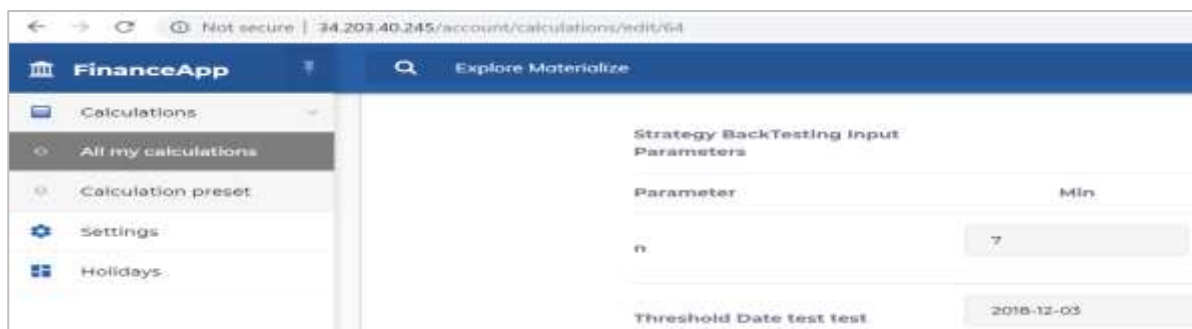 Not secure | 34.203.40.245/account/calculations/edit/64
FinanceApp
Explore Materialize
Calculations
All my calculations
Calculation preset
Settings
Holidays
Strategy BackTesting Input
Parameters
Parameter Min
n 7
Threshold Date test test 2018-12-03